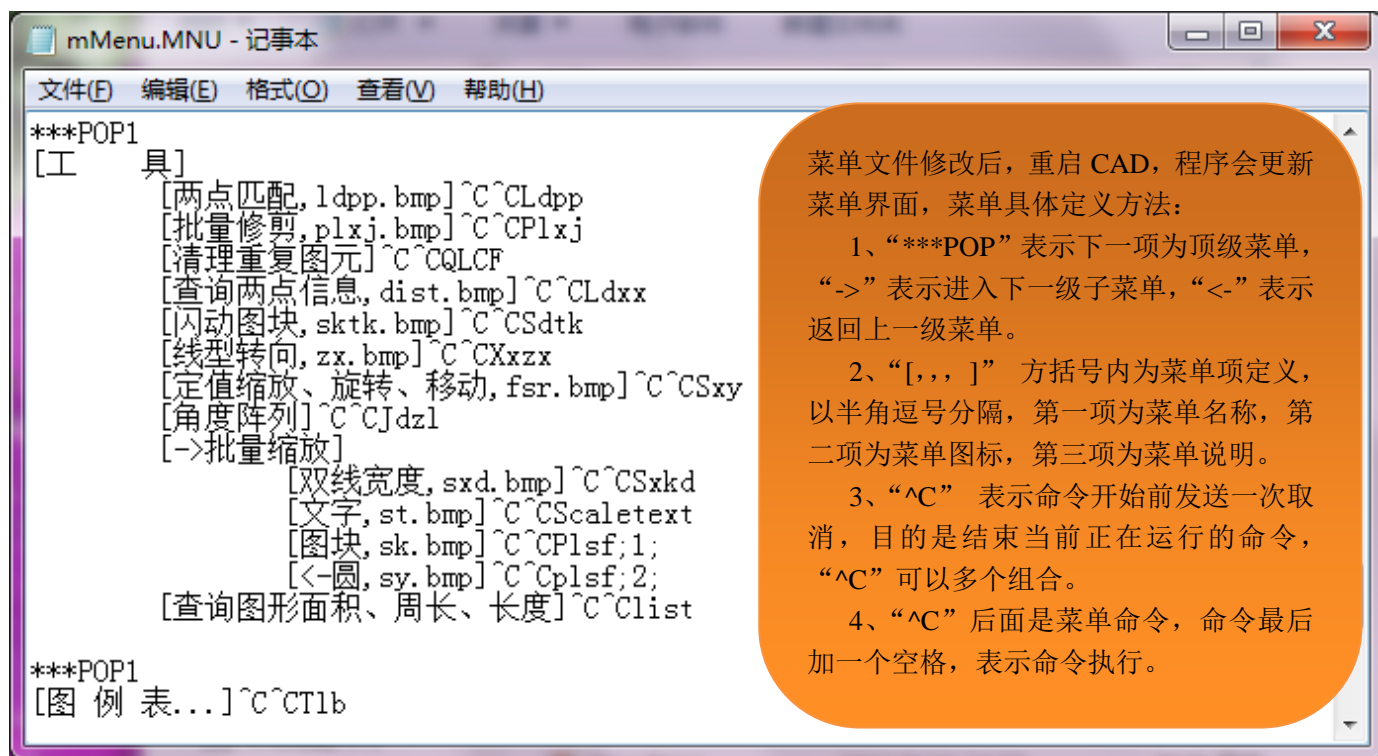 mMenu.MNU - 记事本
文件(F) 编辑(E) 格式(O) 查看(V) 帮助(H)
***POP1
[工 具]
[两点匹配,ldpp.bmp]^C^CLdpp
[批量修剪,plxj.bmp]^C^CPlxj
[清理重复图元]^C^CQLCF
[查询两点信息,dist.bmp]^C^CLdxx
[闪动图块,sktk.bmp]^C^CSdtk
[线型转向,zx.bmp]^C^CXxzx
[定值缩放、旋转、移动,fsr.bmp]^C^CSxy
[角度阵列]^C^CJdzl
[->批量缩放]
[双线宽度,sxd.bmp]^C^CSxkd
[文字,st.bmp]^C^CScaletext
[图块,sk.bmp]^C^CPlsf;1;
[<-圆,sy.bmp]^C^Cplsf;2;
[查询图形面积、周长、长度]^C^Clist
***POP1
[图 例 表...]^C^CTlb
菜单文件修改后，重启 CAD，程序会更新
菜单界面，菜单具体定义方法：
1、“***POP”表示下一项为顶级菜单，
“->”表示进入下一级子菜单，“<-”表示
返回上一级菜单。
2、“[，，， ]” 方括号内为菜单项定义，
以半角逗号分隔，第一项为菜单名称，第
二项为菜单图标，第三项为菜单说明。
3、“^C” 表示命令开始前发送一次取
消，目的是结束当前正在运行的命令，
“^C”可以多个组合。
4、“^C”后面是菜单命令，命令最后
加一个空格，表示命令执行。